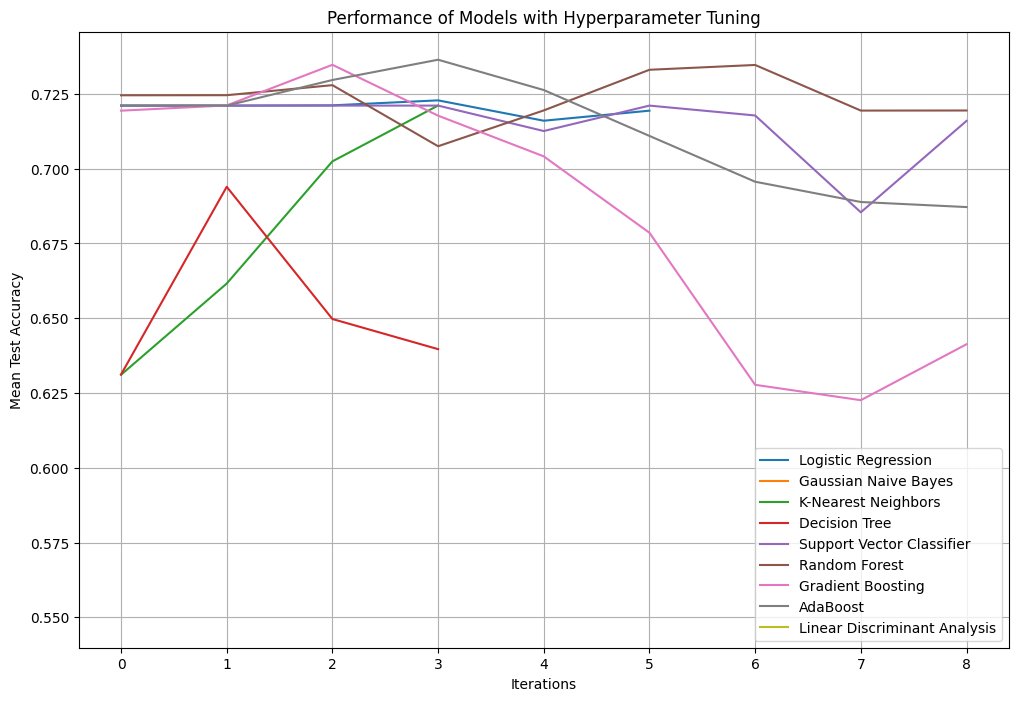 Performance of Models with Hyperparameter Tuning
Mean Test Accuracy
0.725
0.700
0.675
0.650
0.625
0.600
0.575
0.550
Logistic Regression
Gaussian Naive Bayes
K-Nearest Neighbors
Decision Tree
Support Vector Classifier
Random Forest
Gradient Boosting
AdaBoost
Linear Discriminant Analysis
0 1 2 3 4 5 6 7 8
Iterations